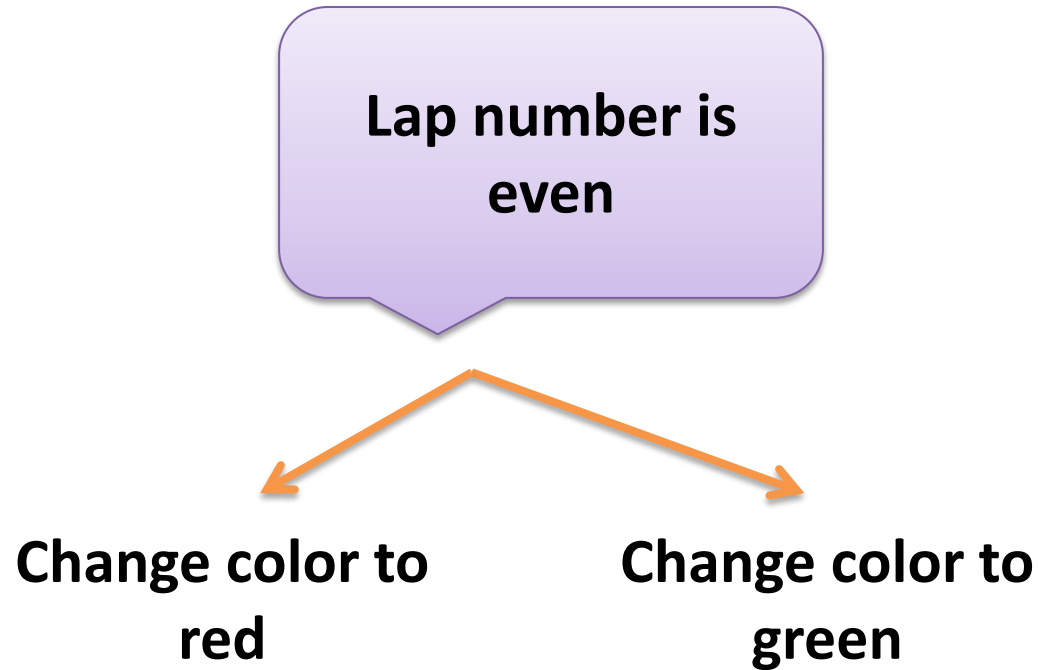 Lap number is
even
Change color to
red
Change color to
green